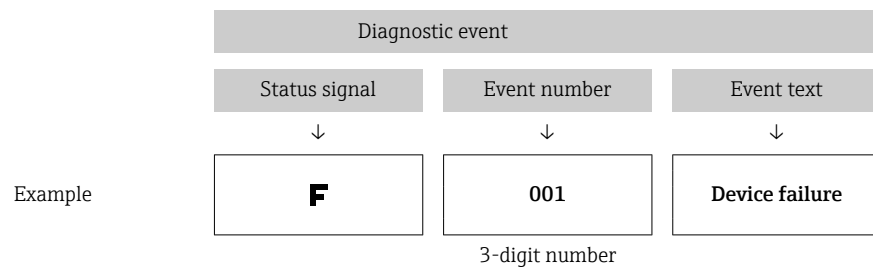 Diagnostic event
Status signal Event number Event text
↓ ↓ ↓
Example F 001 Device failure
3-digit number